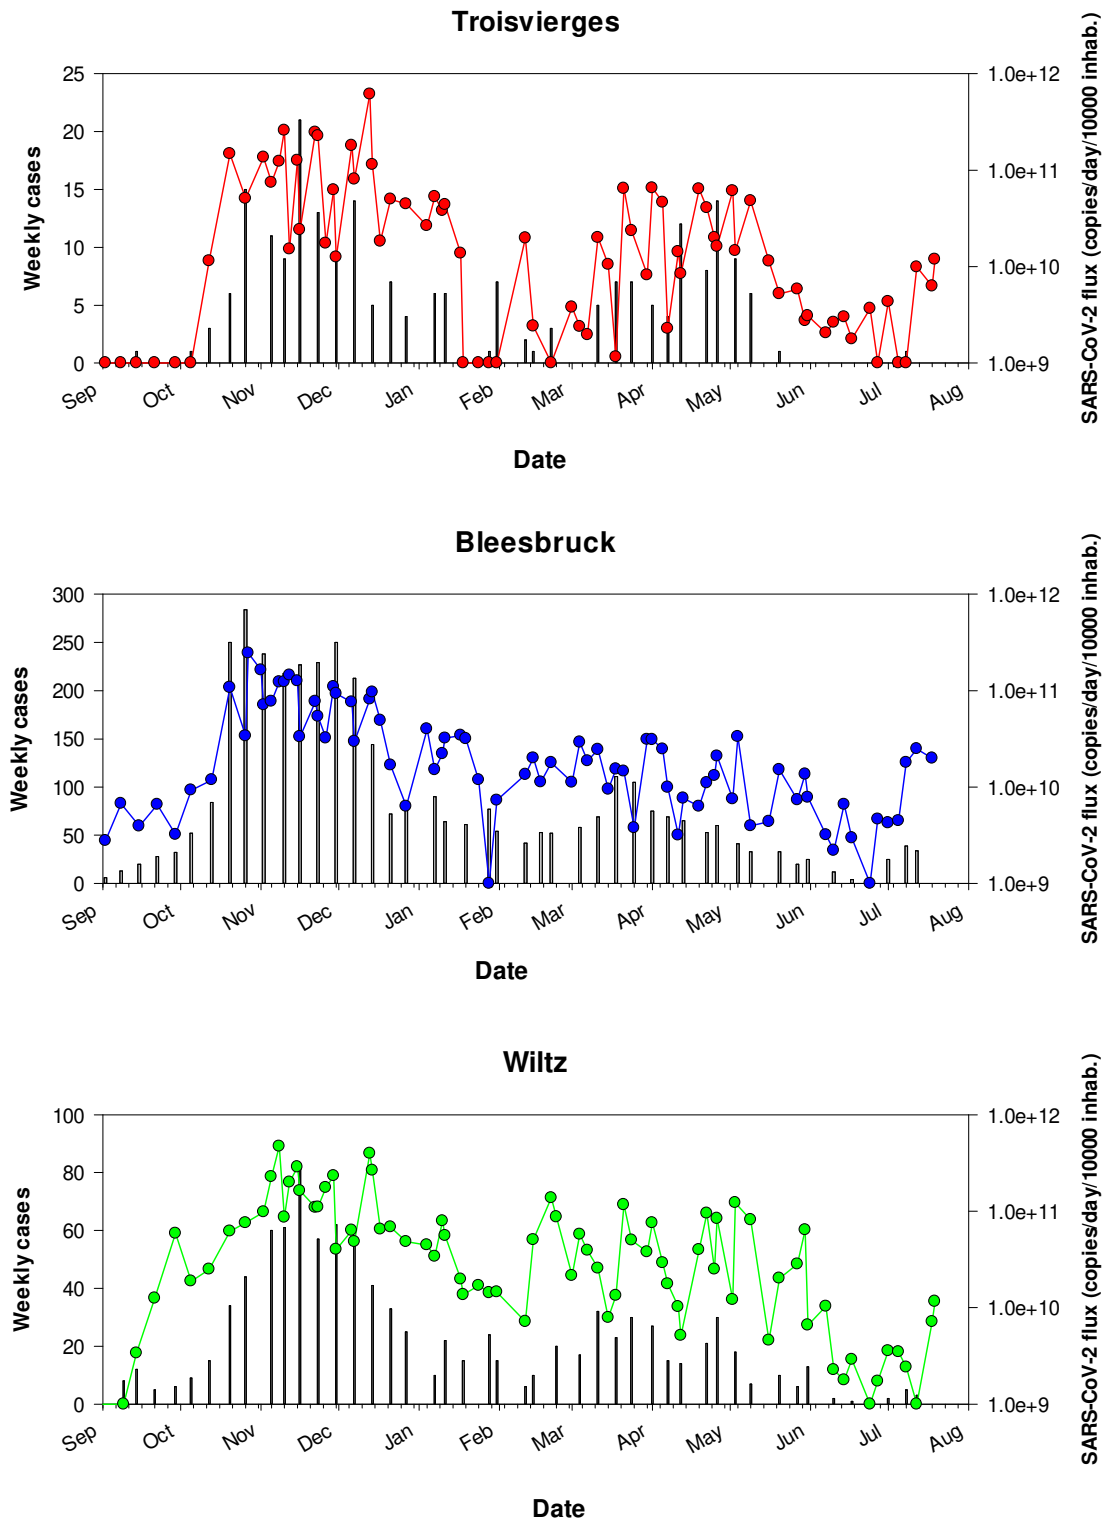 Troisvierges
25
20
15
10
5
0
Weekly cases
1.0e+12
1.0e+11
1.0e+10
1.0e+9
SARS-CoV-2 flux (copies/day/10000 inhab.)
Sep Oct Nov Dec Jan Feb Mar Apr May Jun Jul Aug
Date
Bleesbruck
300
250
200
150
100
50
0
Weekly cases
1.0e+12
1.0e+11
1.0e+10
1.0e+9
SARS-CoV-2 flux (copies/day/10000 inhab.)
Sep Oct Nov Dec Jan Feb Mar Apr May Jun Jul Aug
Date
Wiltz
100
80
60
40
20
0
Weekly cases
1.0e+12
1.0e+11
1.0e+10
1.0e+9
SARS-CoV-2 flux (copies/day/10000 inhab.)
Sep Oct Nov Dec Jan Feb Mar Apr May Jun Jul Aug
Date